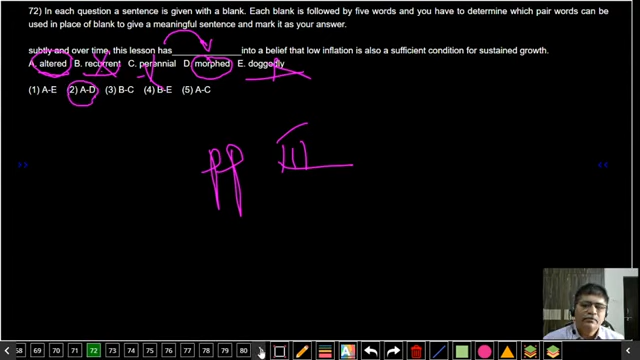 72) In each question a sentence is given with a blank. Each blank is followed by five words and you have to determine which pair words can be
used in place of blank to give a meaningful sentence and mark it as your answer.
subtly and over time, this lesson has____________into a belief that low inflation is also a sufficient condition for sustained growth.
A. altered B. recurrent C. perennial D. morphed E. doggedly
(1) A-E (2) A-D (3) B-C (4) B-E (5) A-C
pp III
68 69 70 71 72 73 74 75 76 77 78 79 80